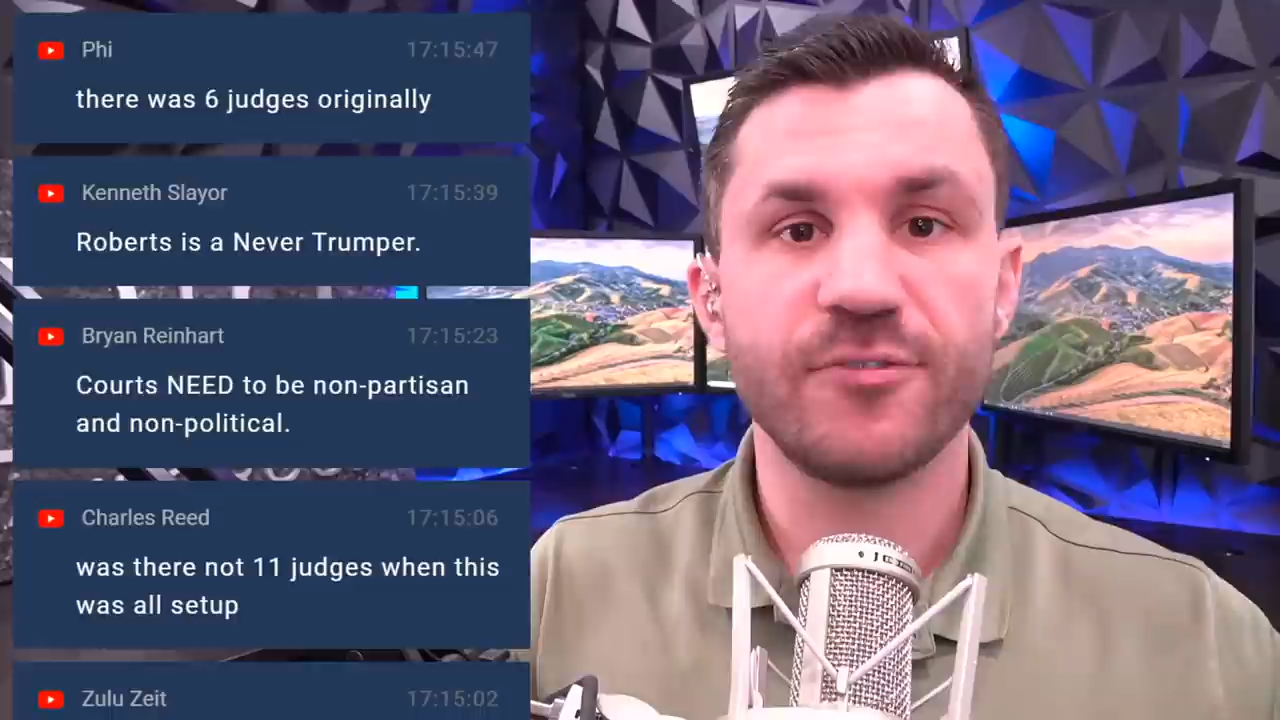 Phi 17:15:47
there was 6 judges originally
Kenneth Slayor 17:15:39
Roberts is a Never Trumper.
Bryan Reinhart 17:15:23
Courts NEED to be non-partisan
and non-political.
Charles Reed 17:15:06
was there not 11 judges when this
was all setup
Zulu Zeit 17:15:02